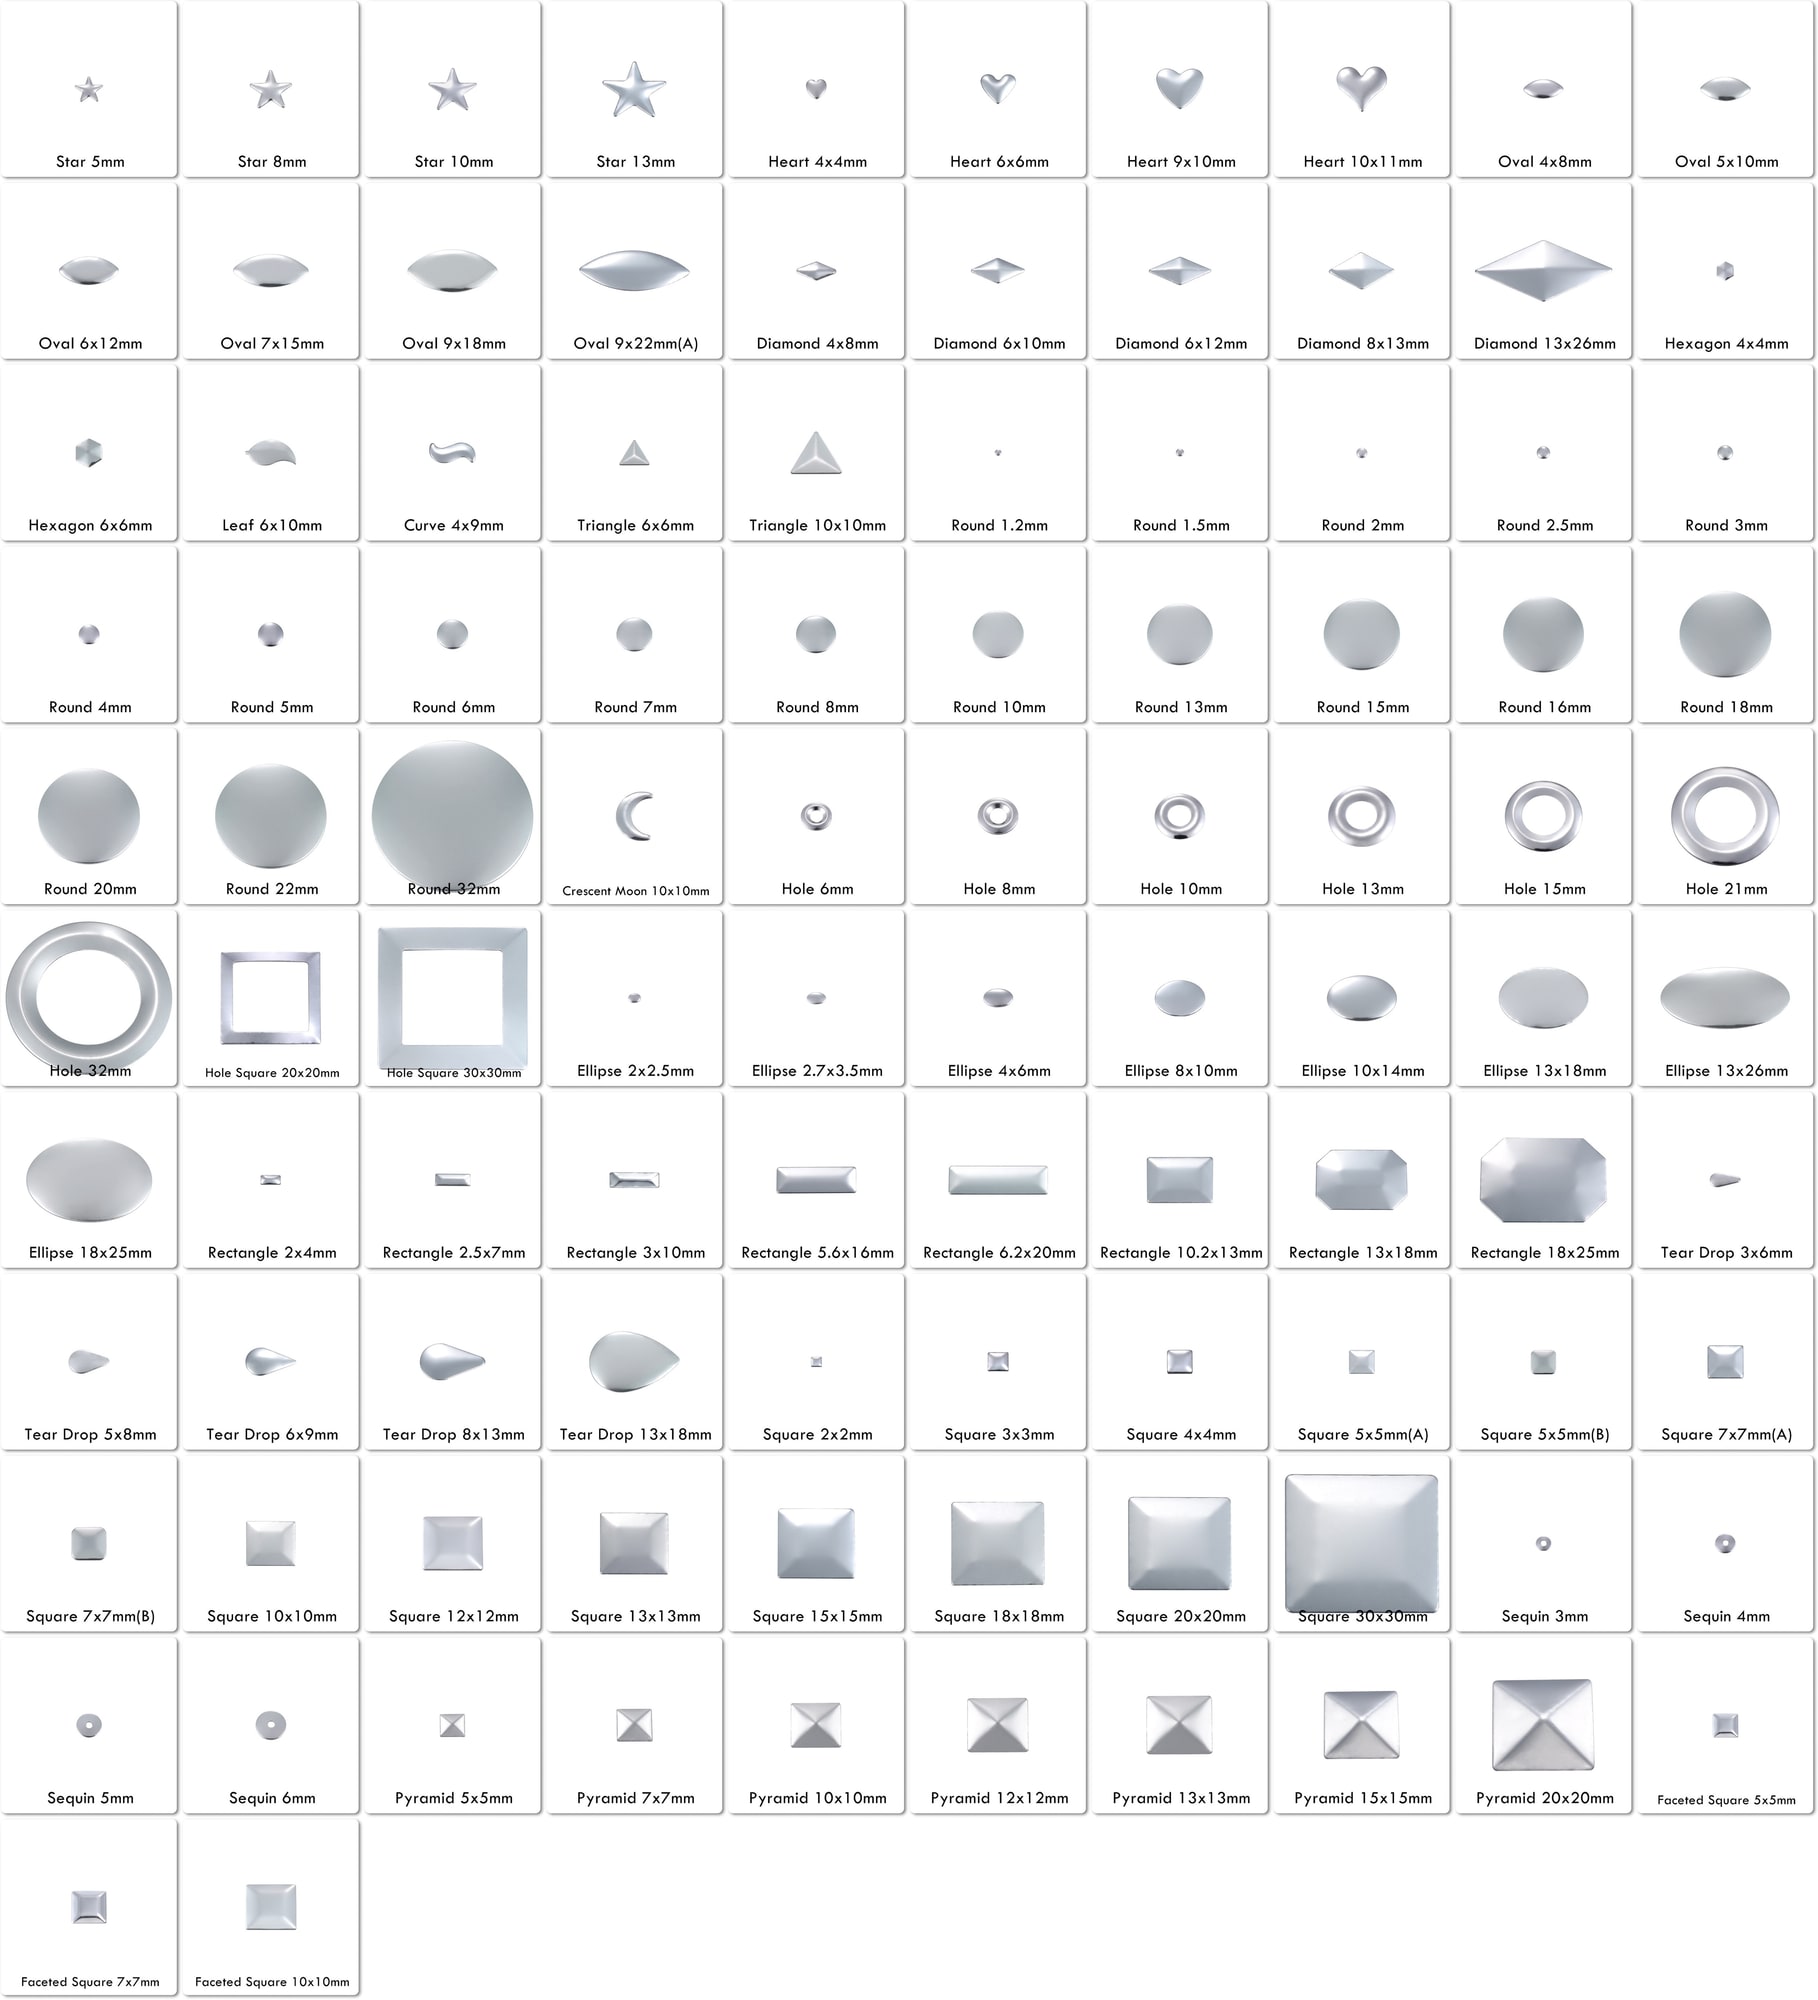 Star 5mm
Star 8mm
Star 10mm
Star 13mm
Heart 4x4mm
Heart 6x6mm
Heart 9x10mm
Heart 10x11mm
Oval 4x8mm
Oval 5x10mm
Oval 6x12mm
Oval 7x15mm
Oval 9x18mm
Oval 9x22mm(A)
Diamond 4x8mm
Diamond 6x10mm
Diamond 6x12mm
Diamond 8x13mm
Diamond 13x26mm
Hexagon 4x4mm
Hexagon 6x6mm
Leaf 6x10mm
Curve 4x9mm
Triangle 6x6mm
Triangle 10x10mm
Round 1.2mm
Round 1.5mm
Round 2mm
Round 2.5mm
Round 3mm
Round 4mm
Round 5mm
Round 6mm
Round 7mm
Round 8mm
Round 10mm
Round 13mm
Round 15mm
Round 16mm
Round 18mm
Round 20mm
Round 22mm
Round 32mm
Crescent Moon 10x10mm
Hole 6mm
Hole 8mm
Hole 10mm
Hole 13mm
Hole 15mm
Hole 21mm
Hole 32mm
Hole Square 20x20mm
Hole Square 30x30mm
Ellipse 2x2.5mm
Ellipse 2.7x3.5mm
Ellipse 4x6mm
Ellipse 8x10mm
Ellipse 10x14mm
Ellipse 13x18mm
Ellipse 13x26mm
Ellipse 18x25mm
Rectangle 2x4mm
Rectangle 2.5x7mm
Rectangle 3x10mm
Rectangle 5.6x16mm
Rectangle 6.2x20mm
Rectangle 10.2x13mm
Rectangle 13x18mm
Rectangle 18x25mm
Tear Drop 3x6mm
Tear Drop 5x8mm
Tear Drop 6x9mm
Tear Drop 8x13mm
Tear Drop 13x18mm
Square 2x2mm
Square 3x3mm
Square 4x4mm
Square 5x5mm(A)
Square 5x5mm(B)
Square 7x7mm(A)
Square 7x7mm(B)
Square 10x10mm
Square 12x12mm
Square 13x13mm
Square 15x15mm
Square 18x18mm
Square 20x20mm
Square 30x30mm
Sequin 3mm
Sequin 4mm
Sequin 5mm
Sequin 6mm
Pyramid 5x5mm
Pyramid 7x7mm
Pyramid 10x10mm
Pyramid 12x12mm
Pyramid 13x13mm
Pyramid 15x15mm
Pyramid 20x20mm
Faceted Square 5x5mm
Faceted Square 7x7mm
Faceted Square 10x10mm